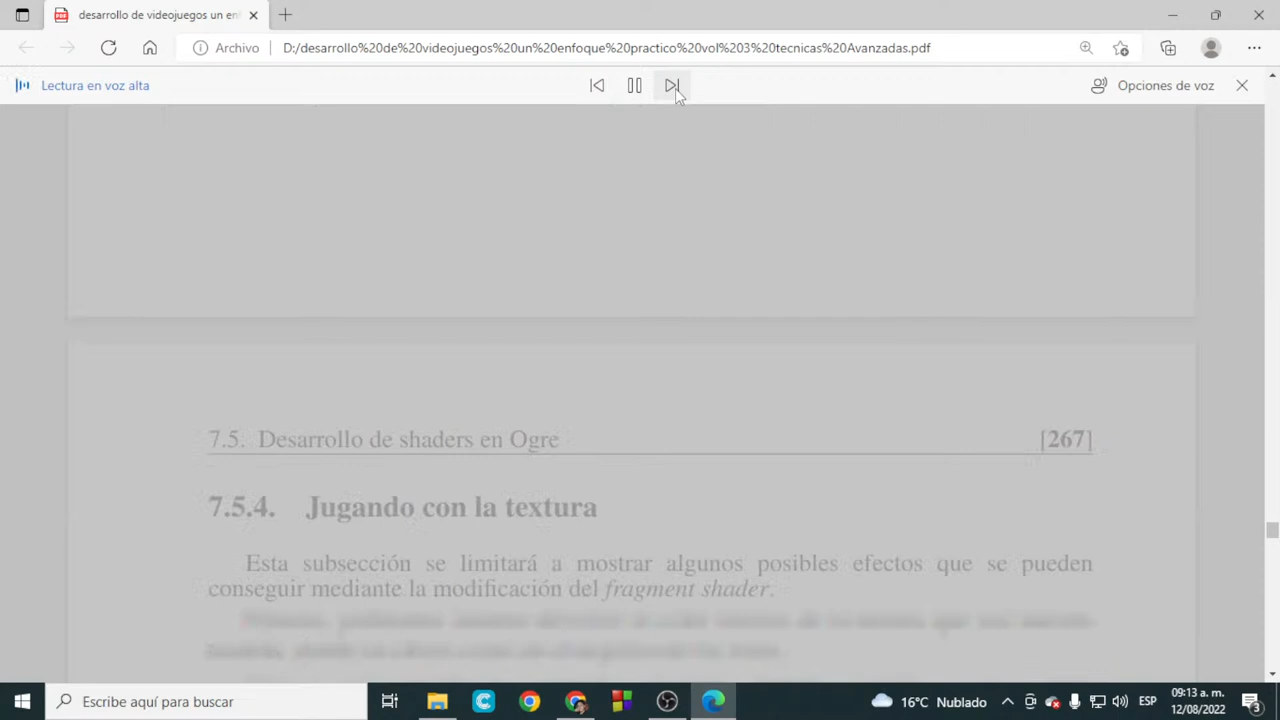 desarrollo de videojuegos un en
Archivo
D:/desarrollo%20de%20videojuegos%20un%20enfoque%20practico%20vol%203%20tecnicas%20Avanzadas.pdf
Lectura en voz alta
Opciones de voz
7.5. Desarrollo de shaders en Ogre [267]
7.5.4. Jugando con la textura
Esta subsección se limitará a mostrar algunos posibles efectos que se pueden
conseguir mediante la modificación del fragment shader.
Escribe aquí para buscar
16°C Nublado
ESP
09:13 a. m.
12/08/2022
3